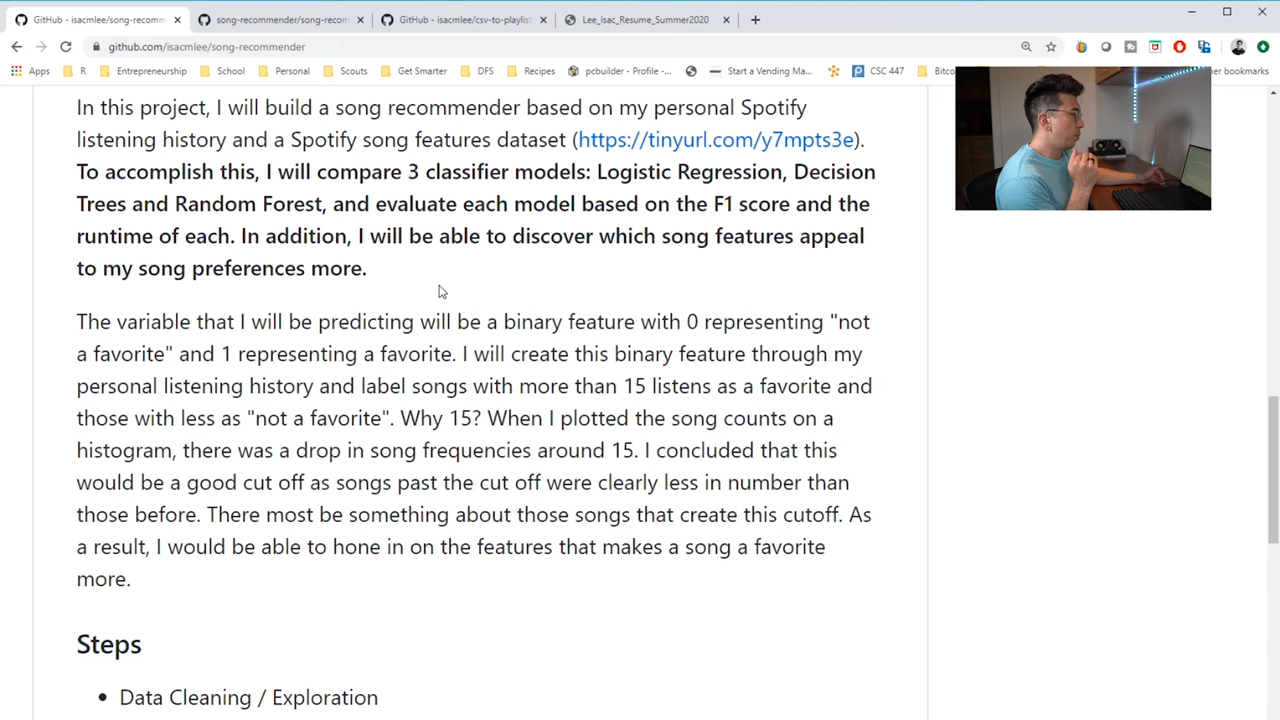 GitHub - isacmlee/song-recomm
song-recommender/song-recom
GitHub - isacmlee/csv-to-playlis
Lee_Isac_Resume_Summer2020
github.com/isacmlee/song-recommender
Apps
R
Entrepreneurship
School
Personal
Scouts
Get Smarter
DFS
Recipes
pcbuilder - Profile -...
Start a Vending Ma...
CSC 447
Bitco
her bookmarks
In this project, I will build a song recommender based on my personal Spotify
listening history and a Spotify song features dataset (https://tinyurl.com/y7mpts3e).
To accomplish this, I will compare 3 classifier models: Logistic Regression, Decision
Trees and Random Forest, and evaluate each model based on the F1 score and the
runtime of each. In addition, I will be able to discover which song features appeal
to my song preferences more.
The variable that I will be predicting will be a binary feature with 0 representing "not
a favorite" and 1 representing a favorite. I will create this binary feature through my
personal listening history and label songs with more than 15 listens as a favorite and
those with less as "not a favorite". Why 15? When I plotted the song counts on a
histogram, there was a drop in song frequencies around 15. I concluded that this
would be a good cut off as songs past the cut off were clearly less in number than
those before. There most be something about those songs that create this cutoff. As
a result, I would be able to hone in on the features that makes a song a favorite
more.
Steps
• Data Cleaning / Exploration